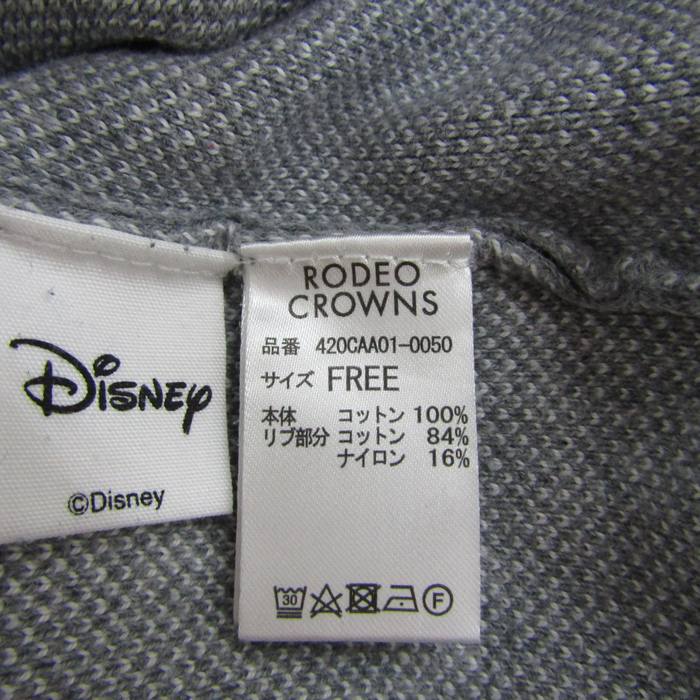 Disney
©Disney
RODEO
CROWNS
品番 420CAA01-0050
サイズ FREE
本体 コットン 100%
リブ部分 コットン 84%
ナイロン 16%
30 F